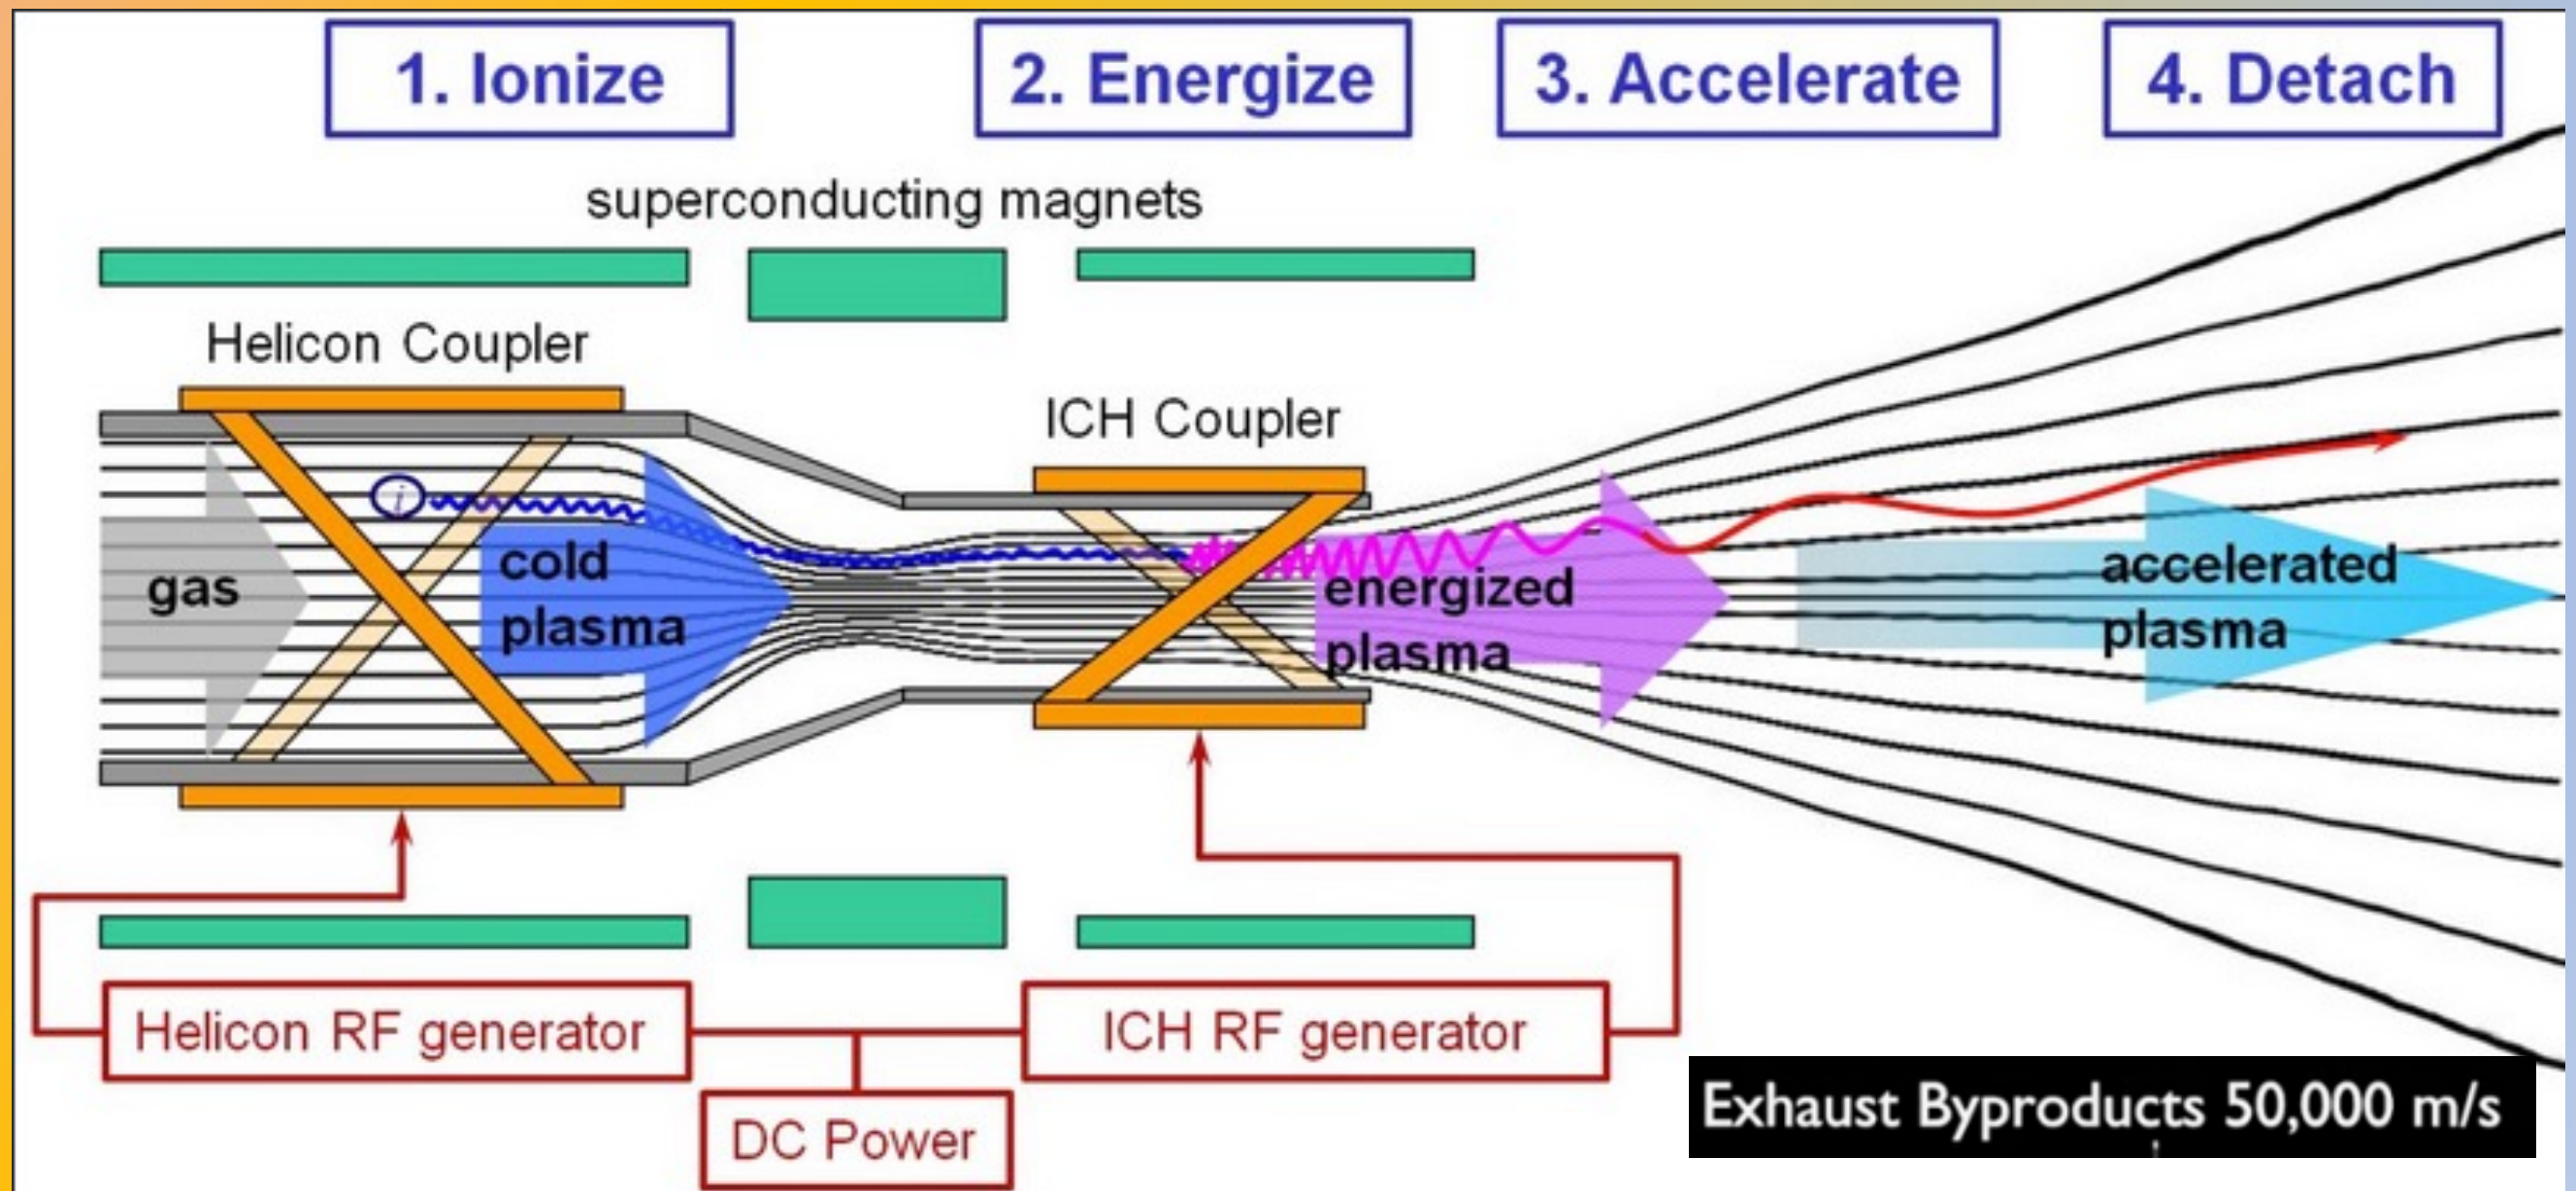 1. Ionize
2. Energize
3. Accelerate
4. Detach
superconducting magnets
Helicon Coupler
ICH Coupler
i
gas
cold
plasma
energized
plasma
accelerated
plasma
Helicon RF generator
ICH RF generator
DC Power
Exhaust Byproducts 50,000 m/s